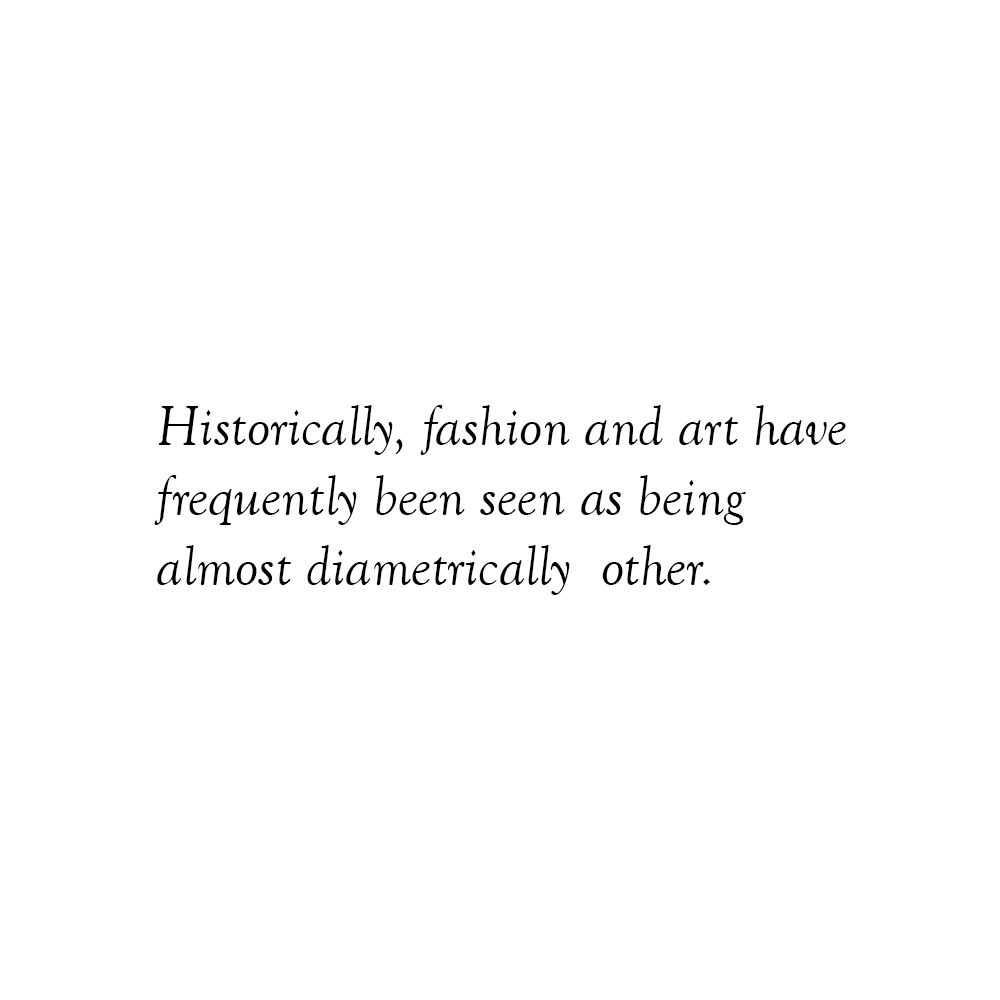 Historically, fashion and art have
frequently been seen as being
almost diametrically  other.